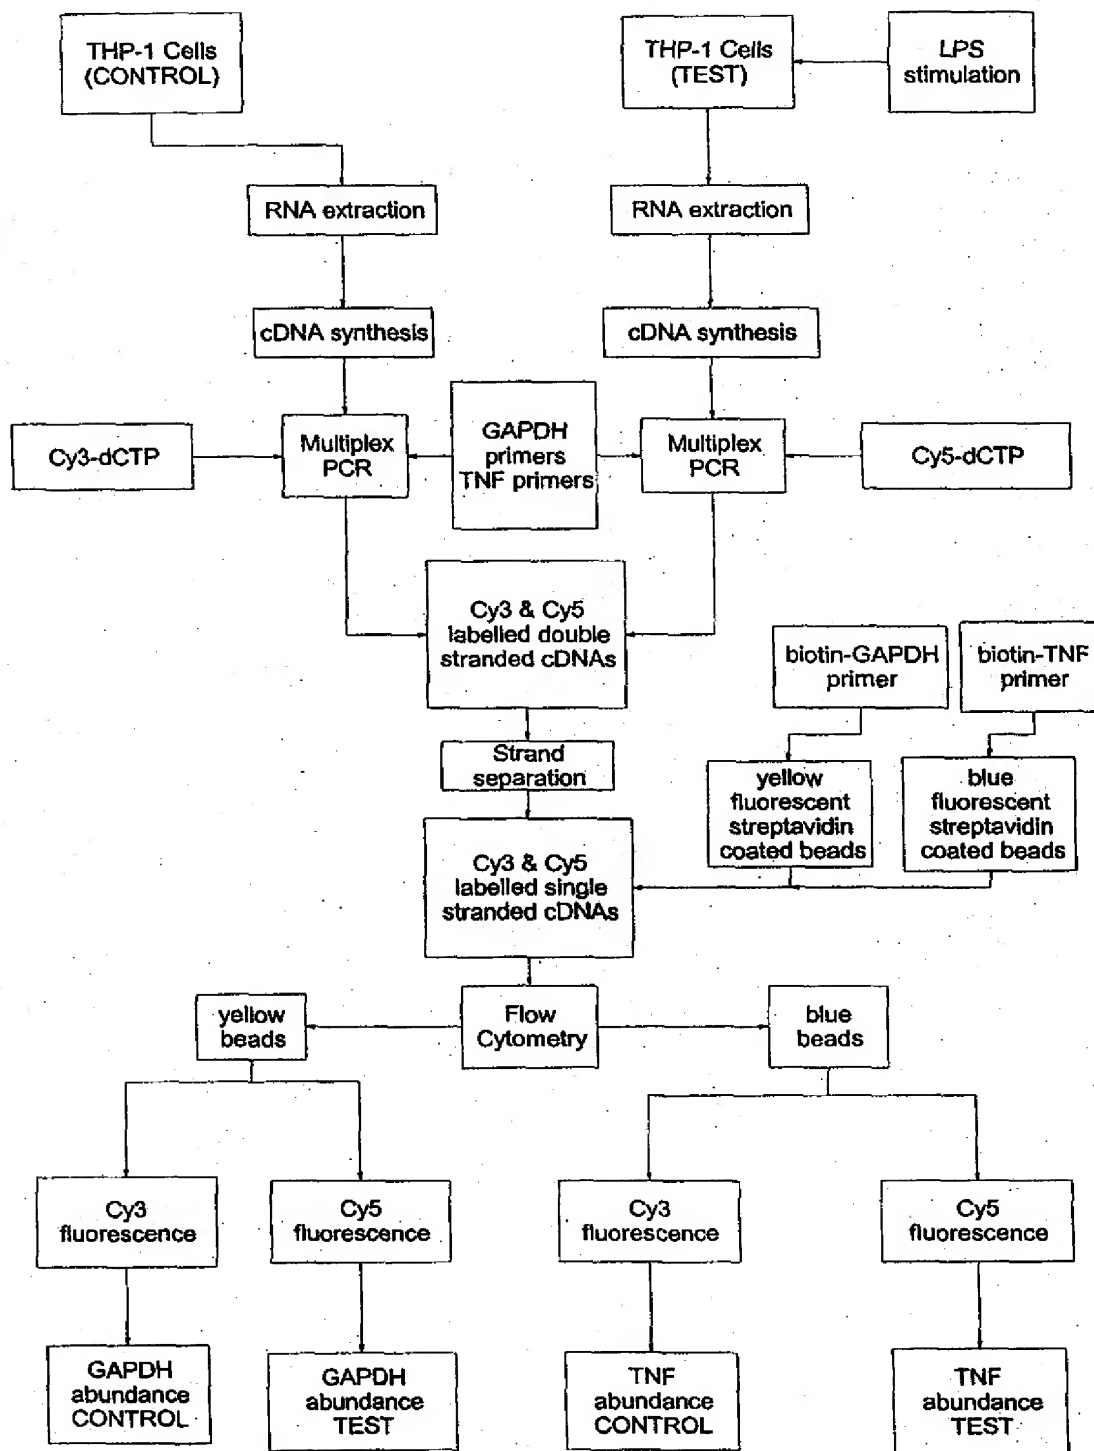 THP-1 Cells
(CONTROL)
THP-1 Cells
(TEST)
LPS
stimulation
RNA extraction
RNA extraction
cDNA synthesis
cDNA synthesis
Cy3-dCTP
Multiplex
PCR
GAPDH
primers
TNF primers
Multiplex
PCR
Cy5-dCTP
Cy3 & Cy5
labelled double
stranded cDNAs
biotin-GAPDH
primer
biotin-TNF
primer
Strand
separation
yellow
fluorescent
streptavidin
coated beads
blue
fluorescent
streptavidin
coated beads
Cy3 & Cy5
labelled single
stranded cDNAs
yellow
beads
Flow
Cytometry
blue
beads
Cy3
fluorescence
Cy5
fluorescence
Cy3
fluorescence
Cy5
fluorescence
GAPDH
abundance
CONTROL
GAPDH
abundance
TEST
TNF
abundance
CONTROL
TNF
abundance
TEST